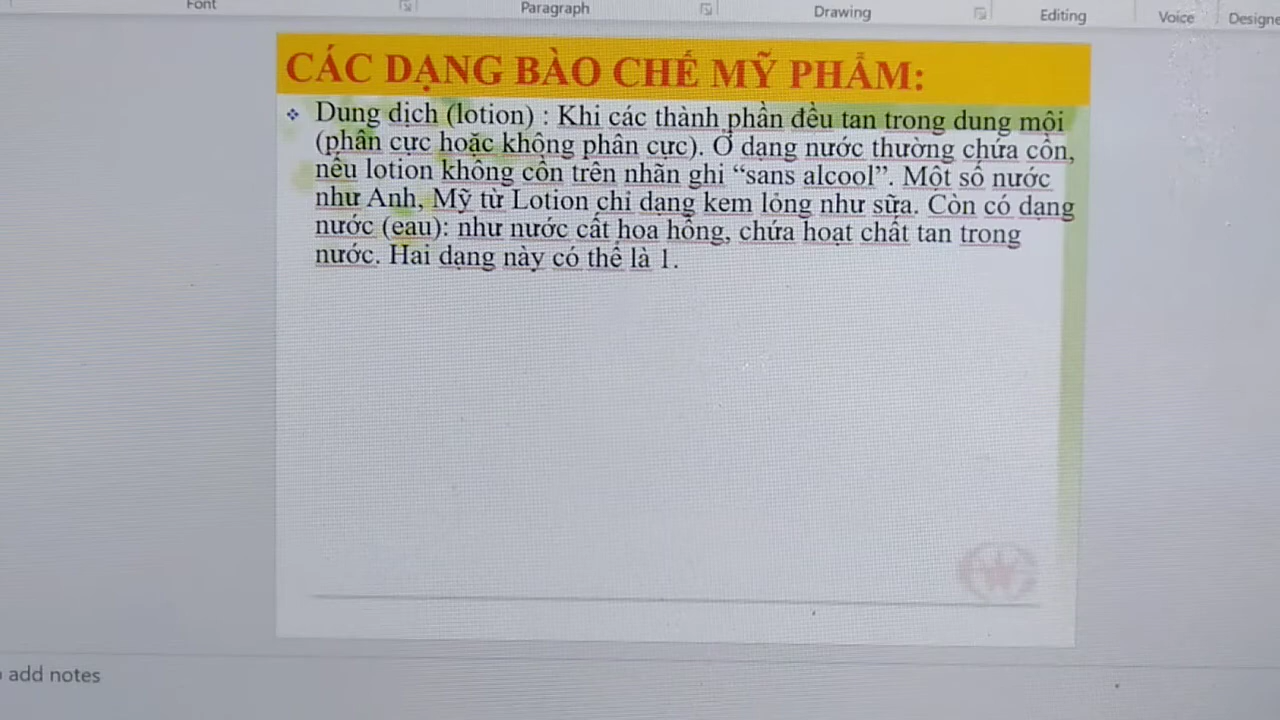 Font
Paragraph
Drawing
Editing
Voice
CÁC DẠNG BÀO CHẾ MỸ PHẨM:
❖ Dung dịch (lotion) : Khi các thành phần đều tan trong dung môi
(phân cực hoặc không phân cực). Ở dạng nước thường chứa cồn,
nếu lotion không cồn trên nhãn ghi “sans alcool”. Một số nước
như Anh, Mỹ từ Lotion chỉ dạng kem lỏng như sữa. Còn có dạng
nước (eau): như nước cất hoa hồng, chứa hoạt chất tan trong
nước. Hai dạng này có thể là 1.
add notes